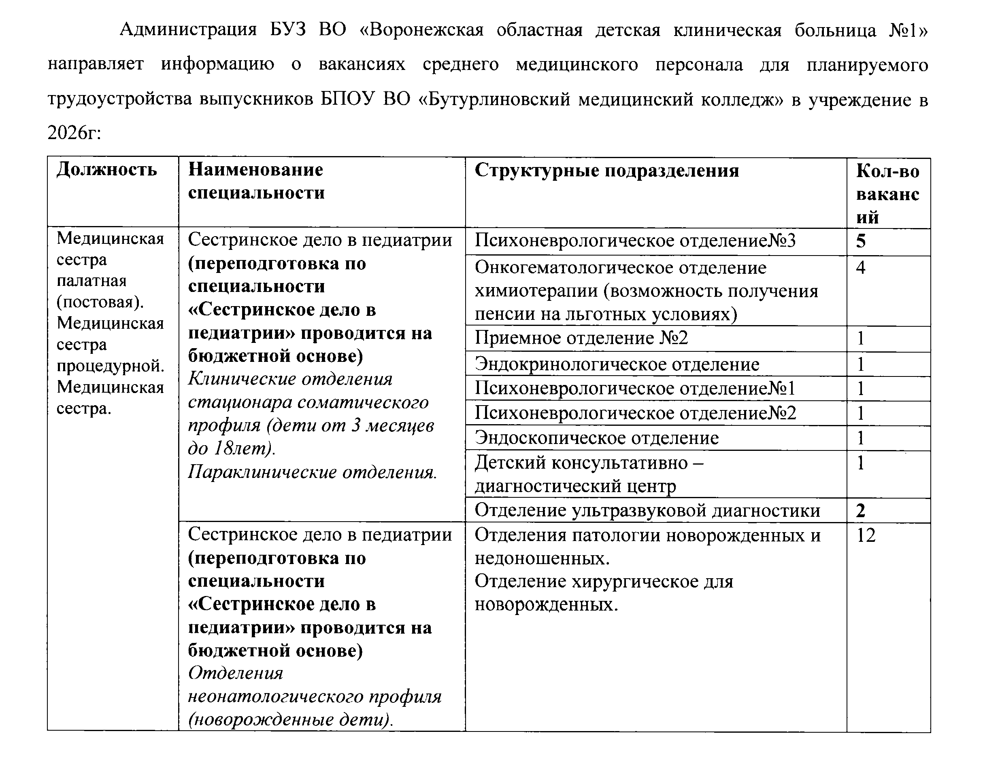 Администрация БУЗ ВО «Воронежская областная детская клиническая больница №1»
направляет информацию о вакансиях среднего медицинского персонала для планируемого
трудоустройства выпускников БПОУ ВО «Бутурлиновский медицинский колледж» в учреждение в
2026г:
Должность
Наименование
специальности
Структурные подразделения
Кол-во
ваканс
ий
Медицинская
сестра
палатная
(постовая).
Медицинская
сестра
процедурной.
Медицинская
сестра.
Сестринское дело в педиатрии
(переподготовка по
специальности
«Сестринское дело в
педиатрии» проводится на
бюджетной основе)
Клинические отделения
стационара соматического
профиля (дети от 3 месяцев
до 18лет).
Параклинические отделения.
Психоневрологическое отделение№3
5
Онкогематологическое отделение
химиотерапии (возможность получения
пенсии на льготных условиях)
4
Приемное отделение №2
1
Эндокринологическое отделение
1
Психоневрологическое отделение№1
1
Психоневрологическое отделение№2
1
Эндоскопическое отделение
1
Детский консультативно –
диагностический центр
1
Отделение ультразвуковой диагностики
2
Сестринское дело в педиатрии
(переподготовка по
специальности
«Сестринское дело в
педиатрии» проводится на
бюджетной основе)
Отделения
неонатологического профиля
(новорожденные дети).
Отделения патологии новорожденных и
недоношенных.
Отделение хирургическое для
новорожденных.
12